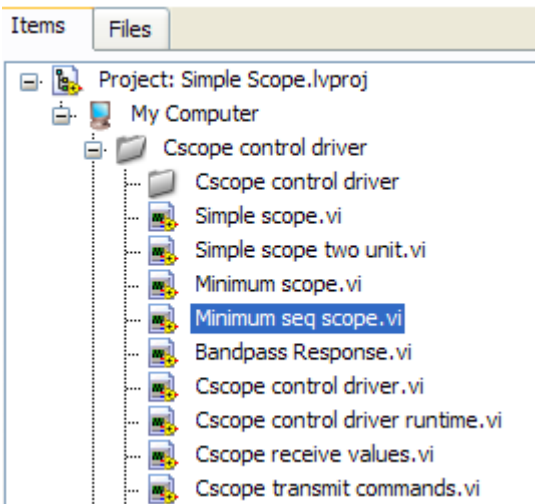 Items Files
Project: Simple Scope.lvproj
My Computer
Cscope control driver
Cscope control driver
Simple scope.vi
Simple scope two unit.vi
Minimum scope.vi
Minimum seq scope.vi
Bandpass Response.vi
Cscope control driver.vi
Cscope control driver runtime.vi
Cscope receive values.vi
Cscope transmit commands.vi